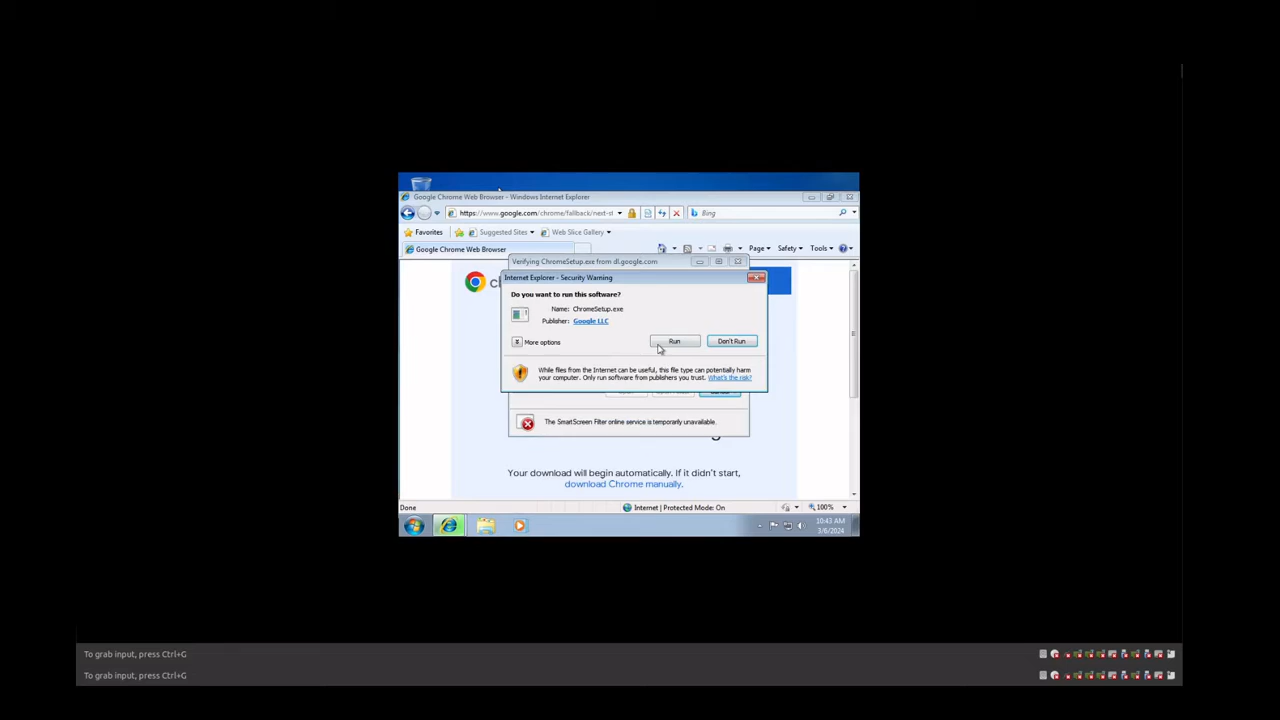 Google Chrome Web Browser - Windows Internet Explorer
https://www.google.com/chrome/fallback/next-st
Bing
Favorites
Suggested Sites
Web Slice Gallery
Google Chrome Web Browser
Page
Safety
Tools
Verifying ChromeSetup.exe from dl.google.com
Internet Explorer - Security Warning
Do you want to run this software?
Name: ChromeSetup.exe
Publisher: Google LLC
More options
Run
Don't Run
While files from the Internet can be useful, this file type can potentially harm
your computer. Only run software from publishers you trust. What's the risk?
The SmartScreen Filter online service is temporarily unavailable.
Your download will begin automatically. If it didn't start,
download Chrome manually.
Done
Internet | Protected Mode: On
100%
10:43 AM
3/6/2024
To grab input, press Ctrl+G
To grab input, press Ctrl+G